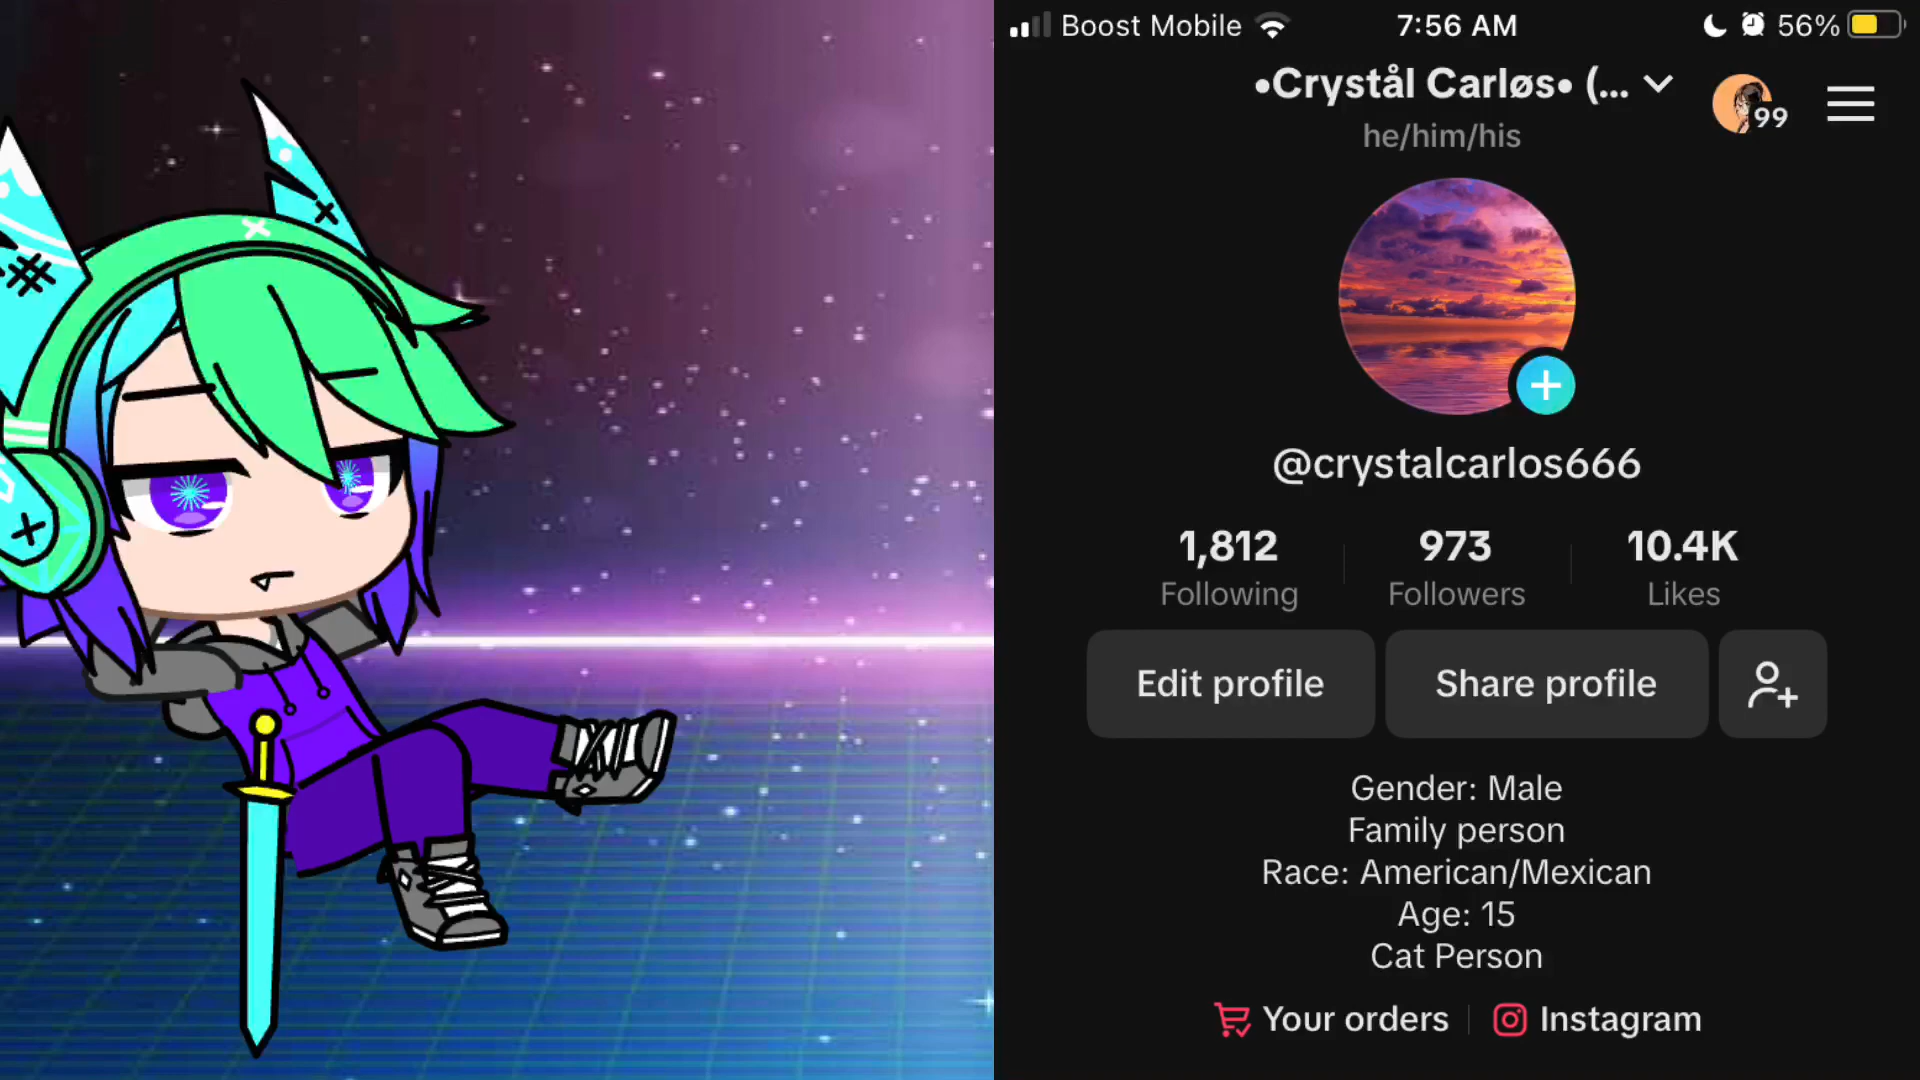 Boost Mobile 7:56 AM 56%
•Crystål Carløs• (...
99
he/him/his
@crystalcarlos666
1,812 973 10.4K
Following Followers Likes
Edit profile Share profile
Gender: Male
Family person
Race: American/Mexican
Age: 15
Cat Person
Your orders Instagram